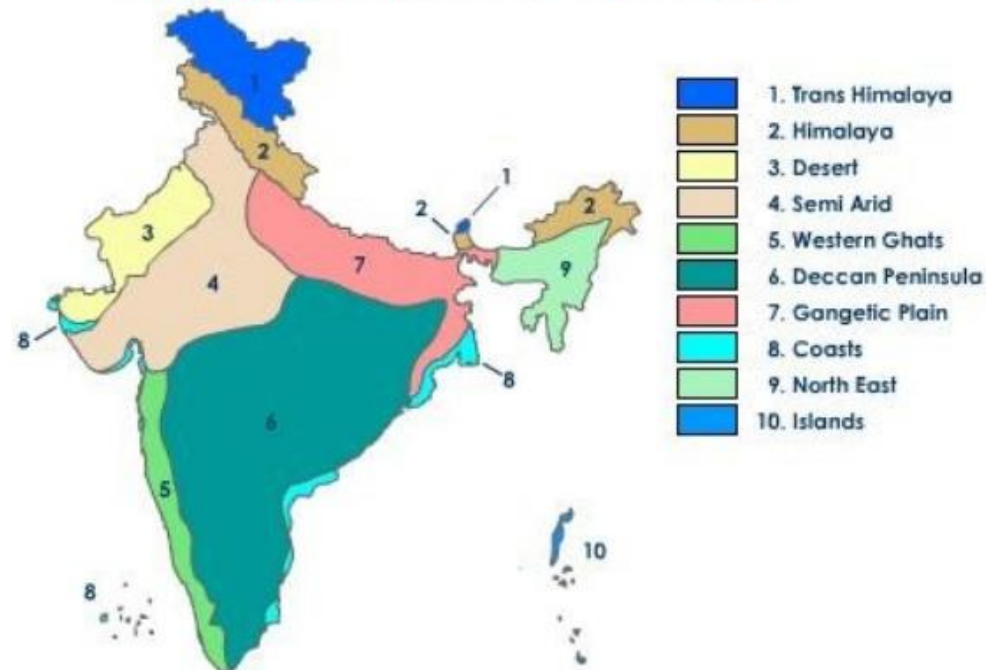 1
2
1
2
2
3
7
9
4
8
8
6
5
10
8
1. Trans Himalaya
2. Himalaya
3. Desert
4. Semi Arid
5. Western Ghats
6. Deccan Peninsula
7. Gangetic Plain
8. Coasts
9. North East
10. Islands